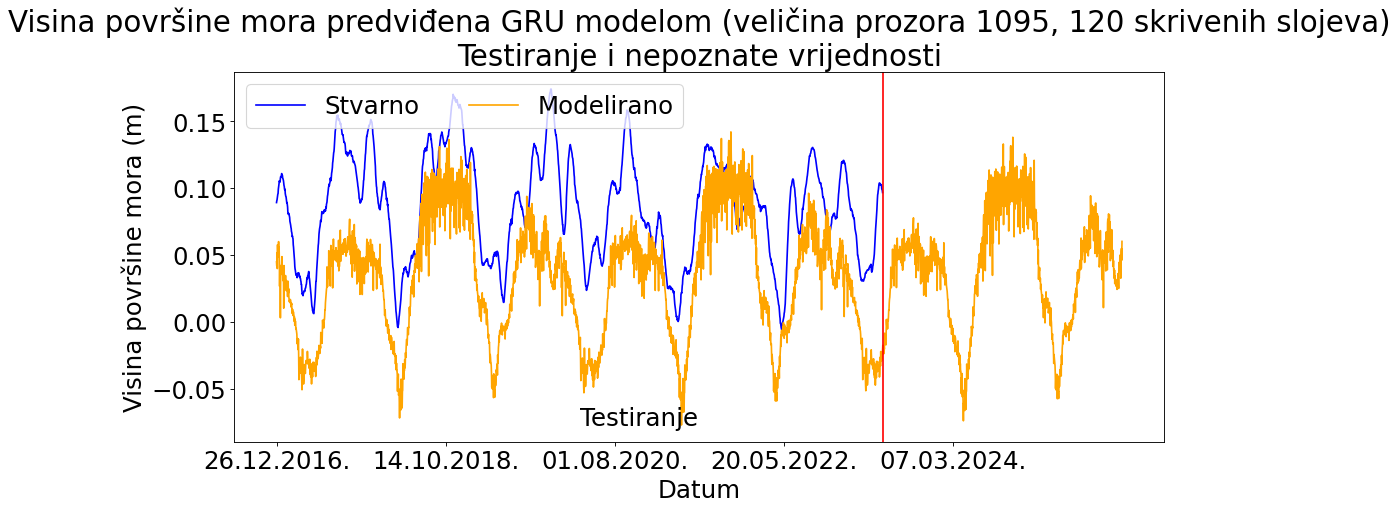 Visina površine mora predviđena GRU modelom (veličina prozora 1095, 120 skrivenih slojeva)
Testiranje i nepoznate vrijednosti
Stvarno
Modelirano
Visina površine mora (m)
0.15
0.10
0.05
0.00
−0.05
Testiranje
26.12.2016.
14.10.2018.
01.08.2020.
20.05.2022.
07.03.2024.
Datum